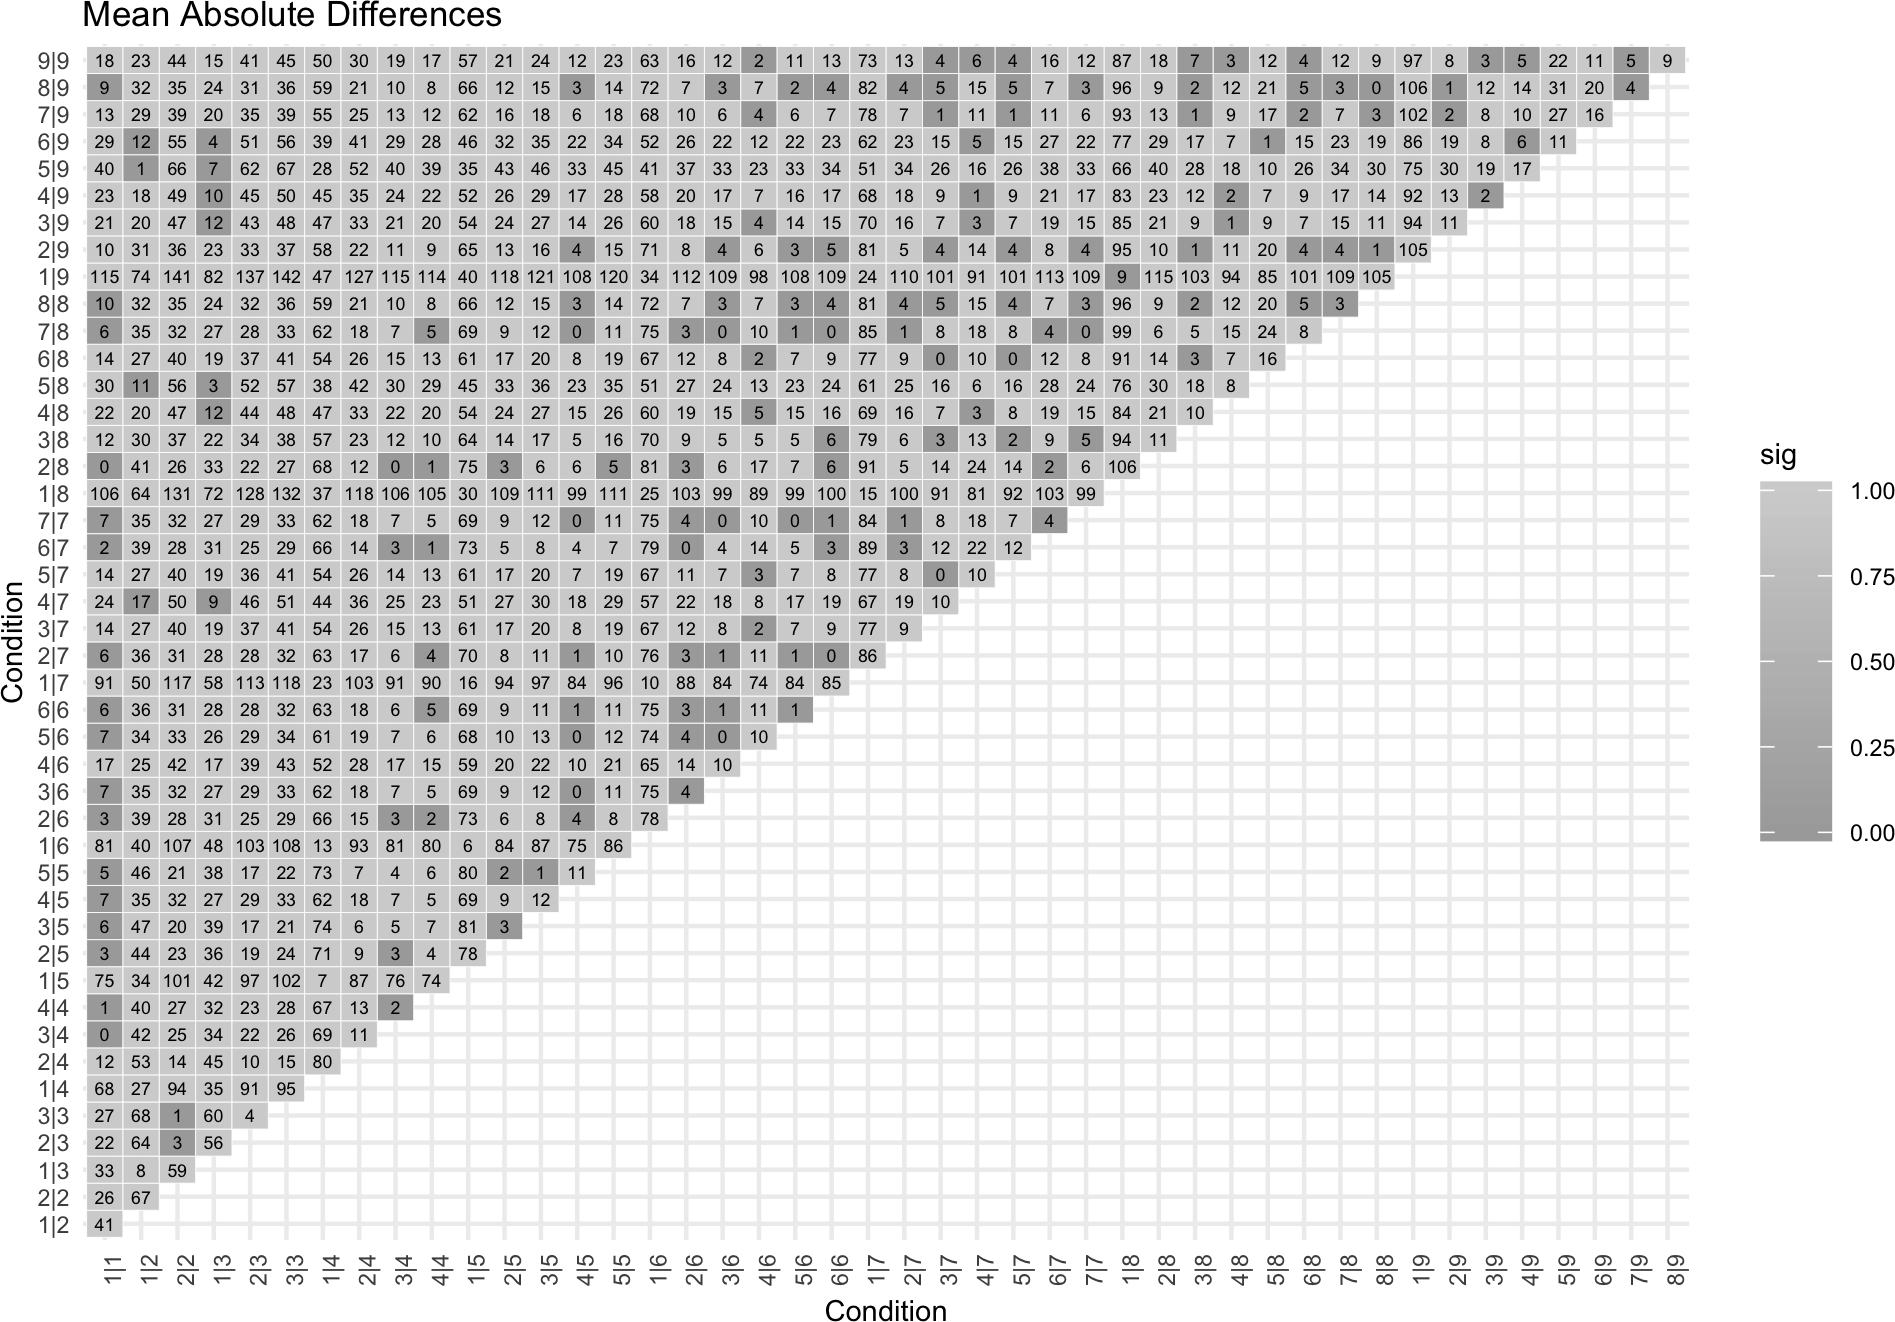 Mean Absolute Differences
9|9 18 23 44 15 41 45 50 30 19 17 57 21 24 12 23 63 16 12 2 11 13 73 13 4 6 4 16 12 87 18 7 3 12 4 12 9 97 8 3 5 22 11 5 9
8|9 9 32 35 24 31 36 59 21 10 8 66 12 15 3 14 72 7 3 7 2 4 82 4 5 15 5 7 3 96 9 2 12 21 5 3 0 106 1 12 14 31 20 4
7|9 13 29 39 20 35 39 55 25 13 12 62 16 18 6 18 68 10 6 4 6 7 78 7 1 11 1 11 6 93 13 1 9 17 2 7 3 102 2 8 10 27 16
6|9 29 12 55 4 51 56 39 41 29 28 46 32 35 22 34 52 26 22 12 22 23 62 23 15 5 15 27 22 77 29 17 7 1 15 23 19 86 19 8 6 11
5|9 40 1 66 7 62 67 28 52 40 39 35 43 46 33 45 41 37 33 23 33 34 51 34 26 16 26 38 33 66 40 28 18 10 26 34 30 75 30 19 17
4|9 23 18 49 10 45 50 45 35 24 22 52 26 29 17 28 58 20 17 7 16 17 68 18 9 1 9 21 17 83 23 12 2 7 9 17 14 92 13 2
3|9 21 20 47 12 43 48 47 33 21 20 54 24 27 14 26 60 18 15 4 14 15 70 16 7 3 7 19 15 85 21 9 1 9 7 15 11 94 11
2|9 10 31 36 23 33 37 58 22 11 9 65 13 16 4 15 71 8 4 6 3 5 81 5 4 14 4 8 4 95 10 1 11 20 4 4 1 105
1|9 115 74 141 82 137 142 47 127 115 114 40 118 121 108 120 34 112 109 98 108 109 24 110 101 91 101 113 109 9 115 103 94 85 101 109 105
8|8 10 32 35 24 32 36 59 21 10 8 66 12 15 3 14 72 7 3 7 3 4 81 4 5 15 4 7 3 96 9 2 12 20 5 3
7|8 6 35 32 27 28 33 62 18 7 5 69 9 12 0 11 75 3 0 10 1 0 85 1 8 18 8 4 0 99 6 5 15 24 8
6|8 14 27 40 19 37 41 54 26 15 13 61 17 20 8 19 67 12 8 2 7 9 77 9 0 10 0 12 8 91 14 3 7 16
5|8 30 11 56 3 52 57 38 42 30 29 45 33 36 23 35 51 27 24 13 23 24 61 25 16 6 16 28 24 76 30 18 8
4|8 22 20 47 12 44 48 47 33 22 20 54 24 27 15 26 60 19 15 5 15 16 69 16 7 3 8 19 15 84 21 10
3|8 12 30 37 22 34 38 57 23 12 10 64 14 17 5 16 70 9 5 5 5 6 79 6 3 13 2 9 5 94 11
2|8 0 41 26 33 22 27 68 12 0 1 75 3 6 6 5 81 3 6 17 7 6 91 5 14 24 14 2 6 106
1|8 106 64 131 72 128 132 37 118 106 105 30 109 111 99 111 25 103 99 89 99 100 15 100 91 81 92 103 99
7|7 7 35 32 27 29 33 62 18 7 5 69 9 12 0 11 75 4 0 10 0 1 84 1 8 18 7 4
6|7 2 39 28 31 25 29 66 14 3 1 73 5 8 4 7 79 0 4 14 5 3 89 3 12 22 12
5|7 14 27 40 19 36 41 54 26 14 13 61 17 20 7 19 67 11 7 3 7 8 77 8 0 10
4|7 24 17 50 9 46 51 44 36 25 23 51 27 30 18 29 57 22 18 8 17 19 67 19 10
3|7 14 27 40 19 37 41 54 26 15 13 61 17 20 8 19 67 12 8 2 7 9 77 9
2|7 6 36 31 28 28 32 63 17 6 4 70 8 11 1 10 76 3 1 11 1 0 86
1|7 91 50 117 58 113 118 23 103 91 90 16 94 97 84 96 10 88 84 74 84 85
6|6 6 36 31 28 28 32 63 18 6 5 69 9 11 1 11 75 3 1 11 1
5|6 7 34 33 26 29 34 61 19 7 6 68 10 13 0 12 74 4 0 10
4|6 17 25 42 17 39 43 52 28 17 15 59 20 22 10 21 65 14 10
3|6 7 35 32 27 29 33 62 18 7 5 69 9 12 0 11 75 4
2|6 3 39 28 31 25 29 66 15 3 2 73 6 8 4 8 78
1|6 81 40 107 48 103 108 13 93 81 80 6 84 87 75 86
5|5 5 46 21 38 17 22 73 7 4 6 80 2 1 11
4|5 7 35 32 27 29 33 62 18 7 5 69 9 12
3|5 6 47 20 39 17 21 74 6 5 7 81 3
2|5 3 44 23 36 19 24 71 9 3 4 78
1|5 75 34 101 42 97 102 7 87 76 74
4|4 1 40 27 32 23 28 67 13 2
3|4 0 42 25 34 22 26 69 11
2|4 12 53 14 45 10 15 80
1|4 68 27 94 35 91 95
3|3 27 68 1 60 4
2|3 22 64 3 56
1|3 33 8 59
2|2 26 67
1|2 41
1|1 1|2 2|2 1|3 2|3 3|3 1|4 2|4 3|4 4|4 1|5 2|5 3|5 4|5 5|5 1|6 2|6 3|6 4|6 5|6 6|6 1|7 2|7 3|7 4|7 5|7 6|7 7|7 1|8 2|8 3|8 4|8 5|8 6|8 7|8 8|8 1|9 2|9 3|9 4|9 5|9 6|9 7|9 8|9
Condition
Condition
sig
1.00
0.75
0.50
0.25
0.00